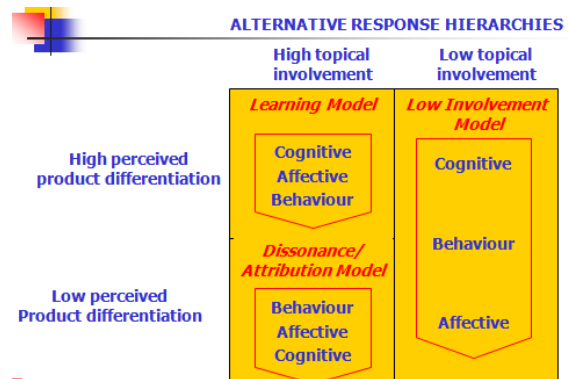 ALTERNATIVE RESPONSE HIERARCHIES
High topical
involvement
Low topical
involvement
High perceived
product differentiation
Learning Model
Cognitive
Affective
Behaviour
Low Involvement
Model
Cognitive
Behaviour
Affective
Low perceived
Product differentiation
Dissonance/
Attribution Model
Behaviour
Affective
Cognitive